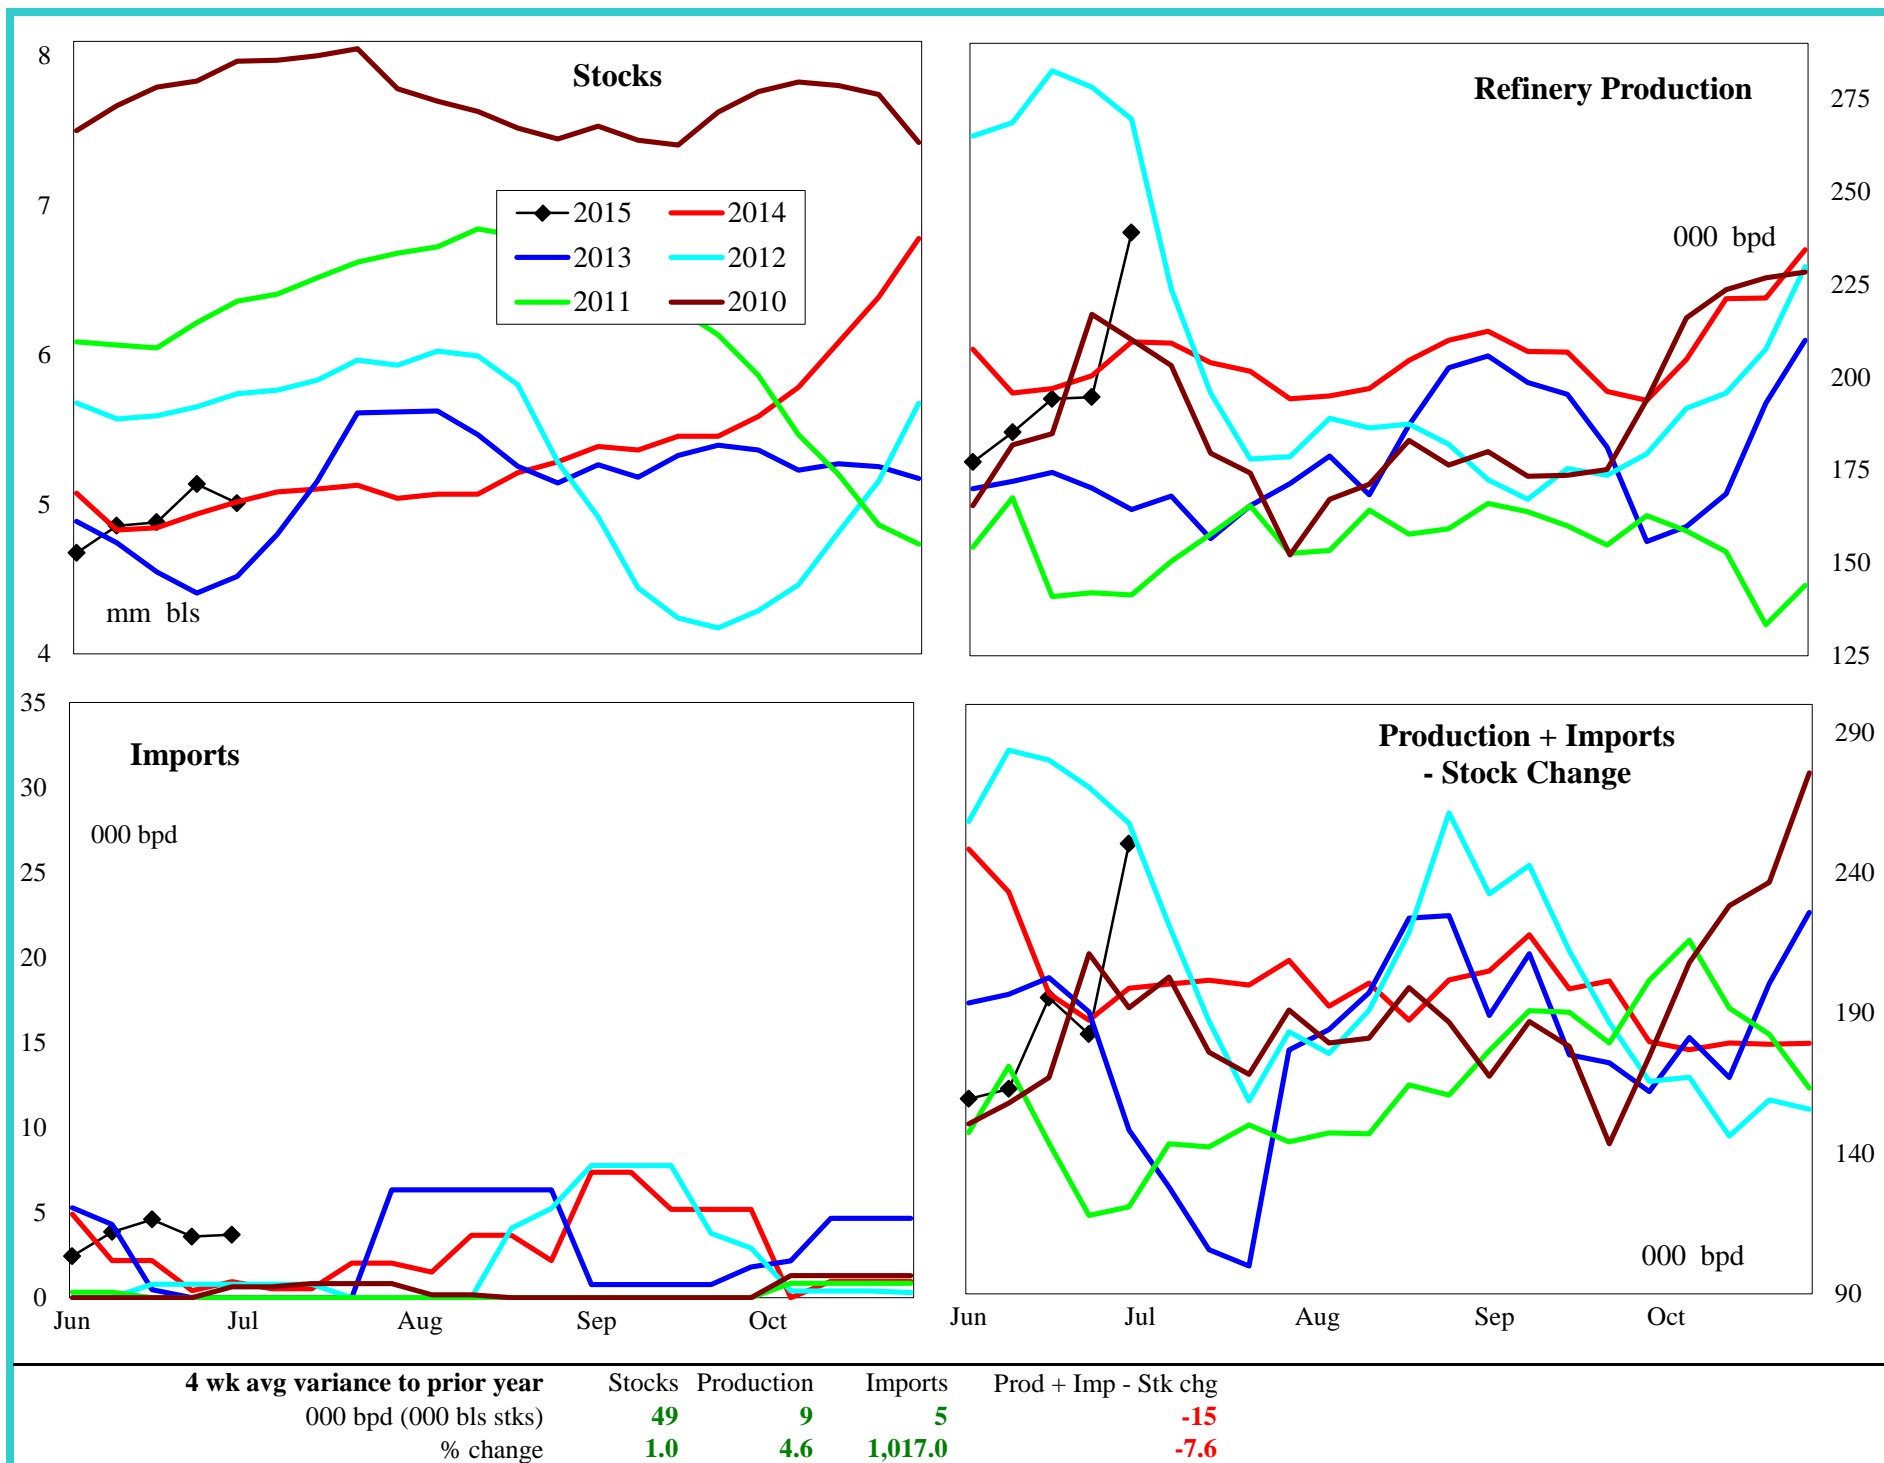 Stocks
8
7
6
5
4
mm bls
2015 2014
2013 2012
2011 2010
Refinery Production
000 bpd
275
250
225
200
175
150
125
Imports
000 bpd
35
30
25
20
15
10
5
0
Jun Jul Aug Sep Oct
Production + Imports
- Stock Change
290
240
190
140
90
000 bpd
Jun Jul Aug Sep Oct
4 wk avg variance to prior year Stocks Production Imports Prod + Imp - Stk chg
000 bpd (000 bls stks) 49 9 5 -15
% change 1.0 4.6 1,017.0 -7.6